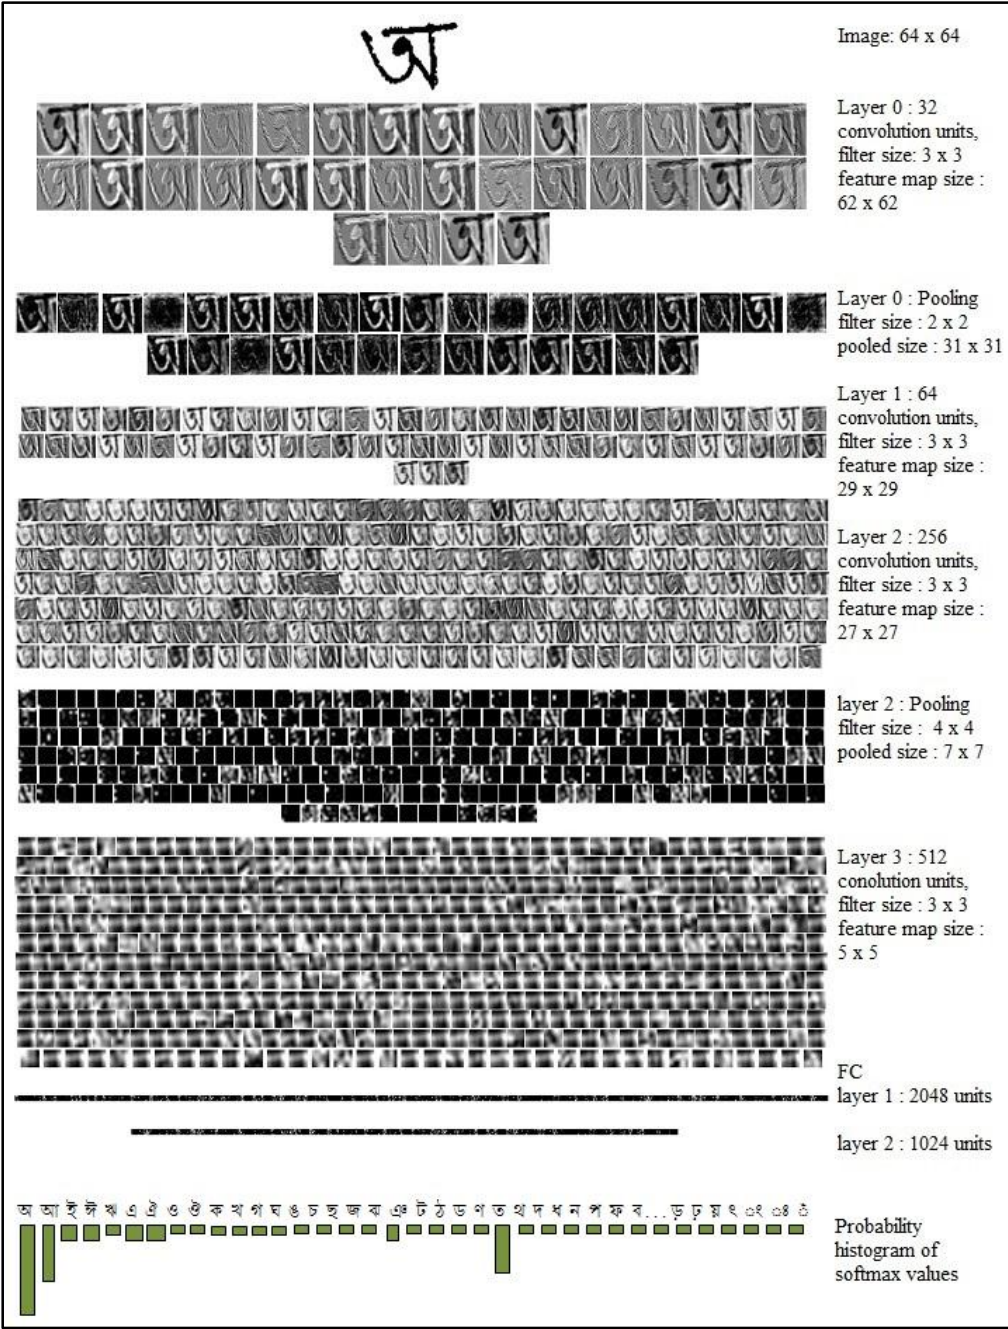 অ
Image: 64 x 64
Layer 0 : 32
convolution units,
filter size: 3 x 3
feature map size :
62 x 62
Layer 0 : Pooling
filter size : 2 x 2
pooled size : 31 x 31
Layer 1 : 64
convolution units,
filter size : 3 x 3
feature map size :
29 x 29
Layer 2 : 256
convolution units,
filter size : 3 x 3
feature map size :
27 x 27
layer 2 : Pooling
filter size : 4 x 4
pooled size : 7 x 7
Layer 3 : 512
conolution units,
filter size : 3 x 3
feature map size :
5 x 5
FC
layer 1 : 2048 units
layer 2 : 1024 units
অ আ ই ঈ ঋ এ ঐ ও ঔ ক খ গ ঘ ঙ চ ছ জ ঝ ঞ ট ঠ ড ণ ত থ দ ধ ন প ফ ব ... ড় ঢ় য় ৎ ং ঃ ঁ
Probability
histogram of
softmax values